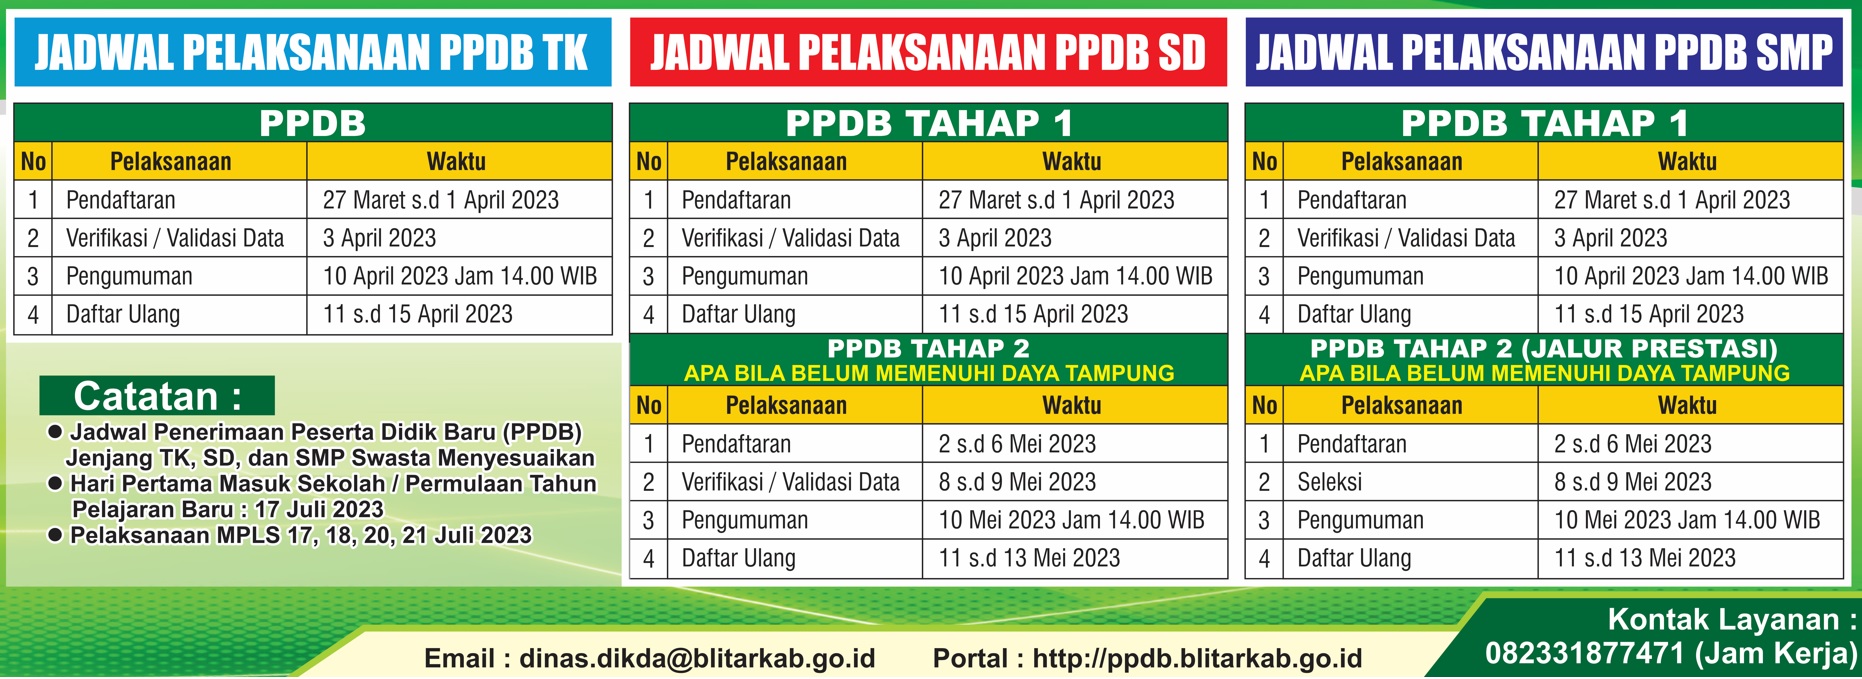 JADWAL PELAKSANAAN PPDB TK
PPDB
No Pelaksanaan Waktu
1 Pendaftaran 27 Maret s.d 1 April 2023
2 Verifikasi / Validasi Data 3 April 2023
3 Pengumuman 10 April 2023 Jam 14.00 WIB
4 Daftar Ulang 11 s.d 15 April 2023
Catatan :
● Jadwal Penerimaan Peserta Didik Baru (PPDB)
Jenjang TK, SD, dan SMP Swasta Menyesuaikan
● Hari Pertama Masuk Sekolah / Permulaan Tahun
Pelajaran Baru : 17 Juli 2023
● Pelaksanaan MPLS 17, 18, 20, 21 Juli 2023
JADWAL PELAKSANAAN PPDB SD
PPDB TAHAP 1
No Pelaksanaan Waktu
1 Pendaftaran 27 Maret s.d 1 April 2023
2 Verifikasi / Validasi Data 3 April 2023
3 Pengumuman 10 April 2023 Jam 14.00 WIB
4 Daftar Ulang 11 s.d 15 April 2023
PPDB TAHAP 2
APA BILA BELUM MEMENUHI DAYA TAMPUNG
No Pelaksanaan Waktu
1 Pendaftaran 2 s.d 6 Mei 2023
2 Verifikasi / Validasi Data 8 s.d 9 Mei 2023
3 Pengumuman 10 Mei 2023 Jam 14.00 WIB
4 Daftar Ulang 11 s.d 13 Mei 2023
JADWAL PELAKSANAAN PPDB SMP
PPDB TAHAP 1
No Pelaksanaan Waktu
1 Pendaftaran 27 Maret s.d 1 April 2023
2 Verifikasi / Validasi Data 3 April 2023
3 Pengumuman 10 April 2023 Jam 14.00 WIB
4 Daftar Ulang 11 s.d 15 April 2023
PPDB TAHAP 2 (JALUR PRESTASI)
APA BILA BELUM MEMENUHI DAYA TAMPUNG
No Pelaksanaan Waktu
1 Pendaftaran 2 s.d 6 Mei 2023
2 Seleksi 8 s.d 9 Mei 2023
3 Pengumuman 10 Mei 2023 Jam 14.00 WIB
4 Daftar Ulang 11 s.d 13 Mei 2023
Email : dinas.dikda@blitarkab.go.id Portal : http://ppdb.blitarkab.go.id
Kontak Layanan :
082331877471 (Jam Kerja)